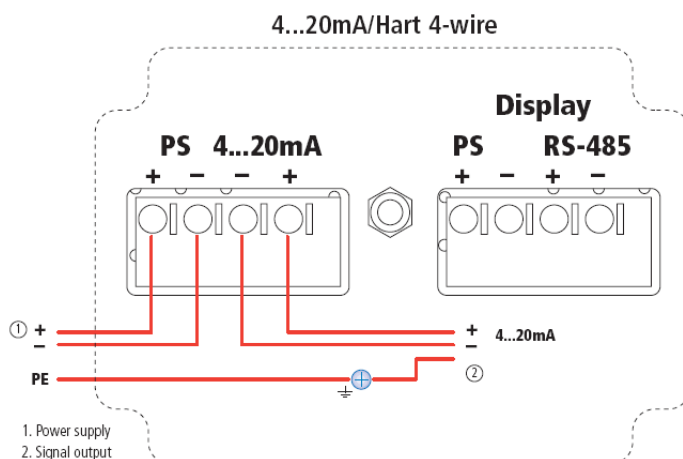 4...20mA/Hart 4-wire
Display
PS 4...20mA PS RS-485
+ − − + + − + −
① + + 4...20mA
− −
PE ②
1. Power supply
2. Signal output